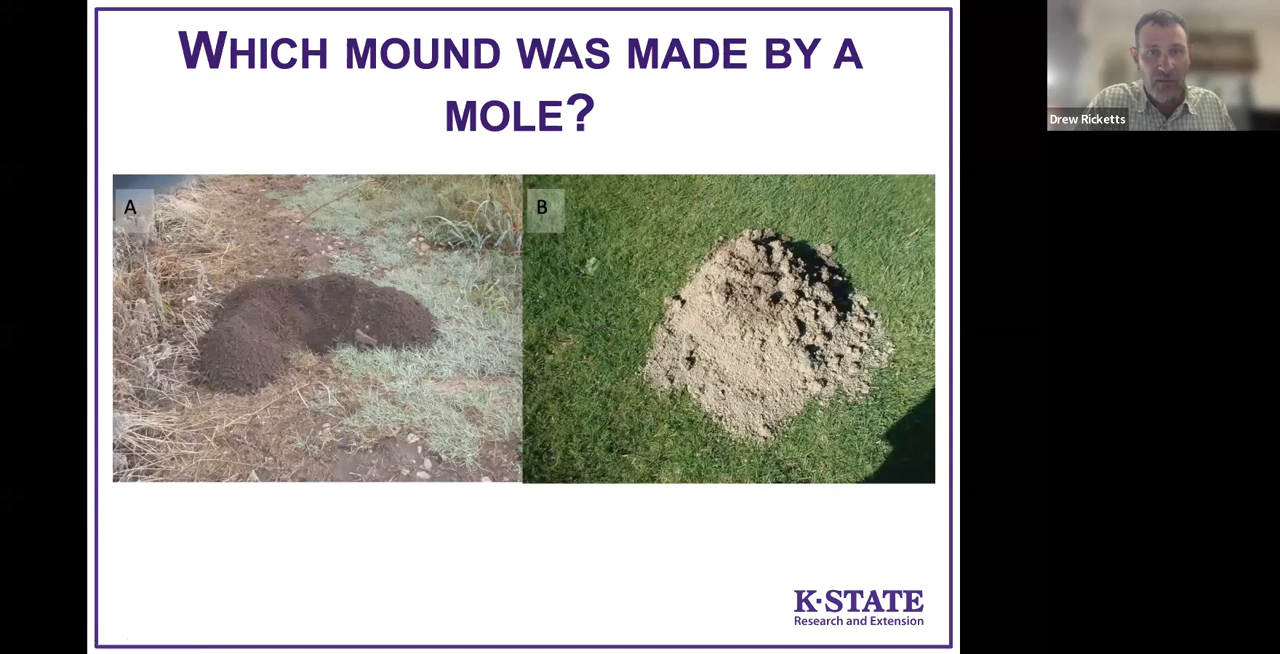 WHICH MOUND WAS MADE BY A
MOLE?
A
B
Drew Ricketts
K·STATE
Research and Extension